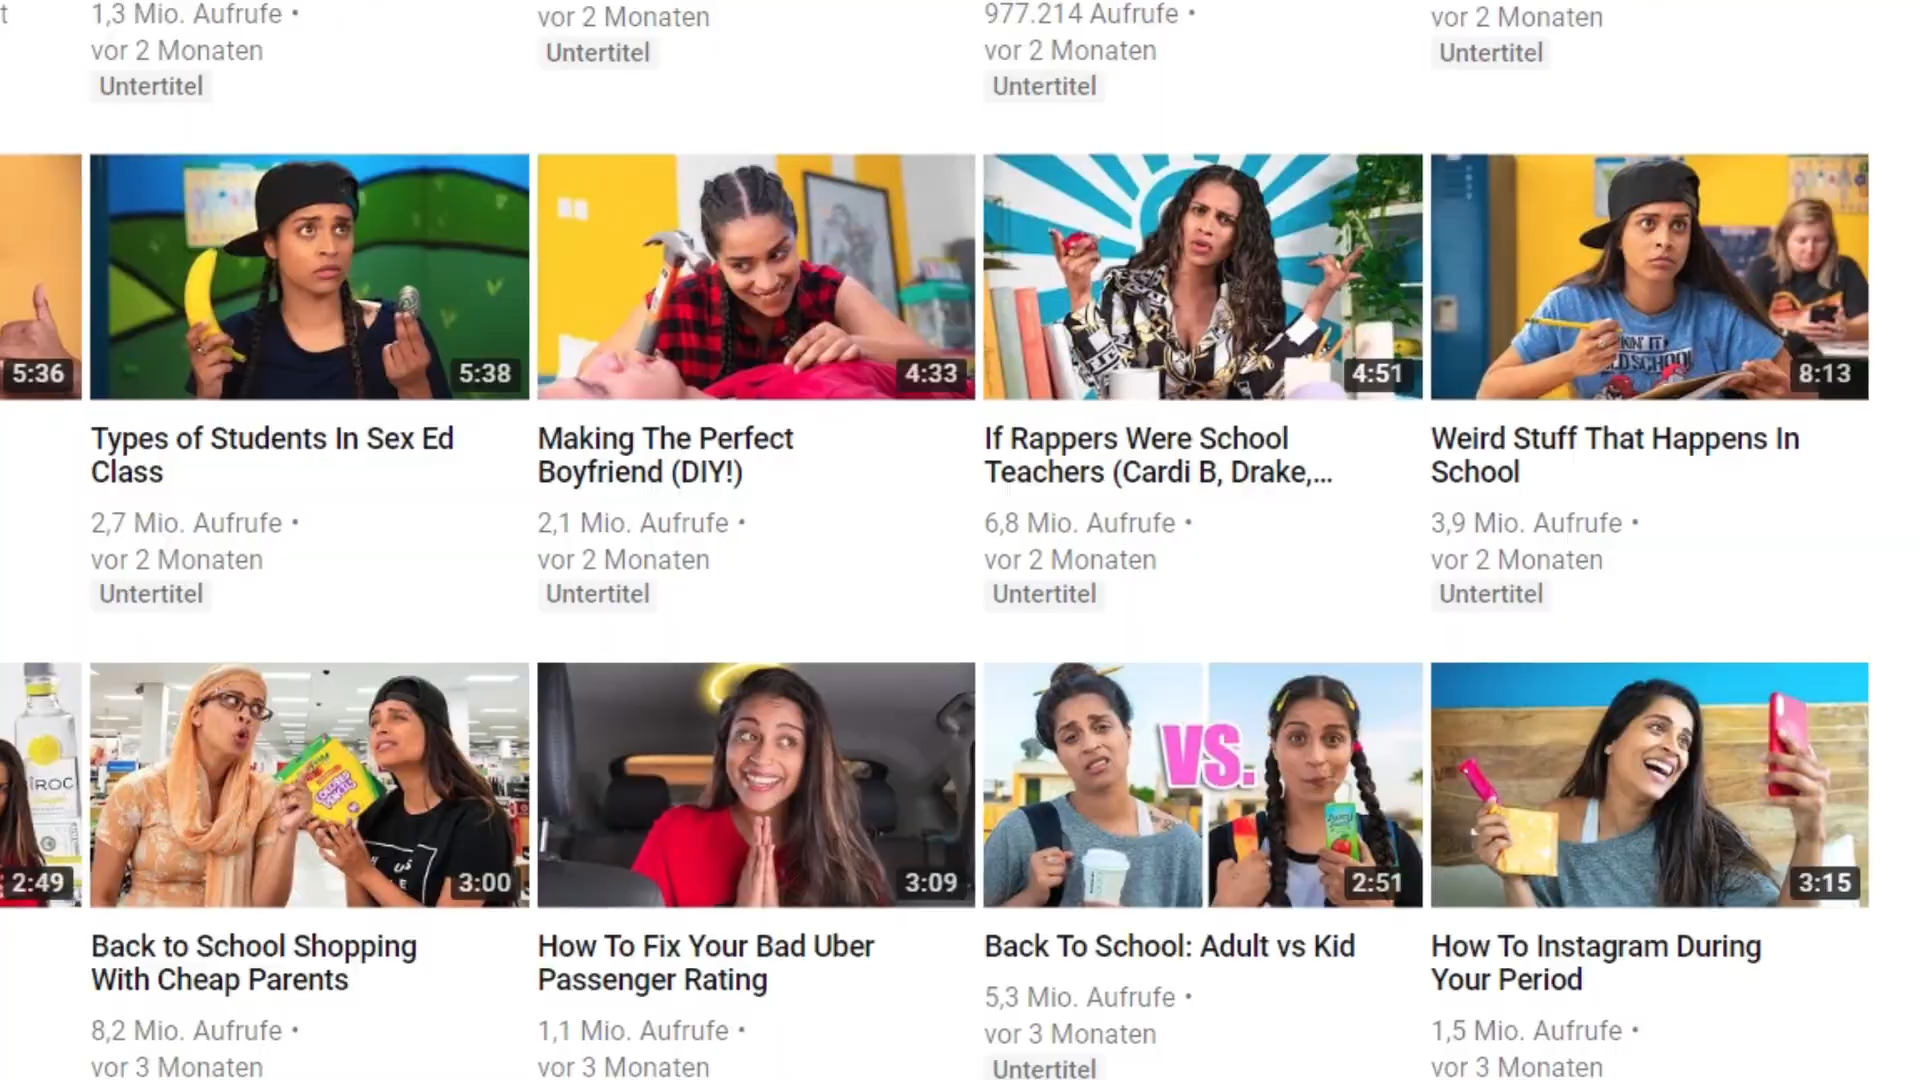 t
1,3 Mio. Aufrufe •
vor 2 Monaten
Untertitel
vor 2 Monaten
Untertitel
977.214 Aufrufe •
vor 2 Monaten
Untertitel
vor 2 Monaten
Untertitel
5:36
5:38
4:33
4:51
8:13
Types of Students In Sex Ed
Class
2,7 Mio. Aufrufe •
vor 2 Monaten
Untertitel
Making The Perfect
Boyfriend (DIY!)
2,1 Mio. Aufrufe •
vor 2 Monaten
Untertitel
If Rappers Were School
Teachers (Cardi B, Drake,...
6,8 Mio. Aufrufe •
vor 2 Monaten
Untertitel
Weird Stuff That Happens In
School
3,9 Mio. Aufrufe •
vor 2 Monaten
Untertitel
ÎROC
2:49
3:00
3:09
VS.
2:51
3:15
Back to School Shopping
With Cheap Parents
8,2 Mio. Aufrufe •
vor 3 Monaten
How To Fix Your Bad Uber
Passenger Rating
1,1 Mio. Aufrufe •
vor 3 Monaten
Back To School: Adult vs Kid
5,3 Mio. Aufrufe •
vor 3 Monaten
Untertitel
How To Instagram During
Your Period
1,5 Mio. Aufrufe •
vor 3 Monaten